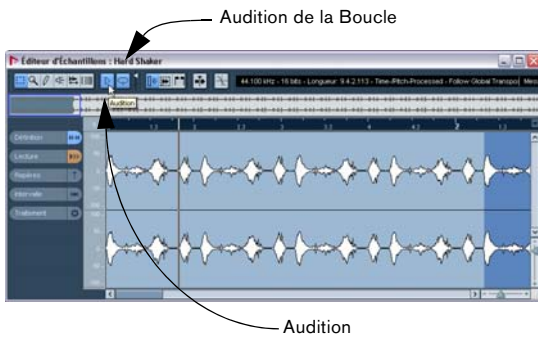 Audition de la Boucle
Éditeur d'Échantillons : Hard Shaker
44.100 kHz - 16 bits - Longueur 9.4.2.113 - Time-Pitch-Processed - Follow Global Transpo
Audition
Définition
Lecture
Repères
Intervalle
Traitement
Audition